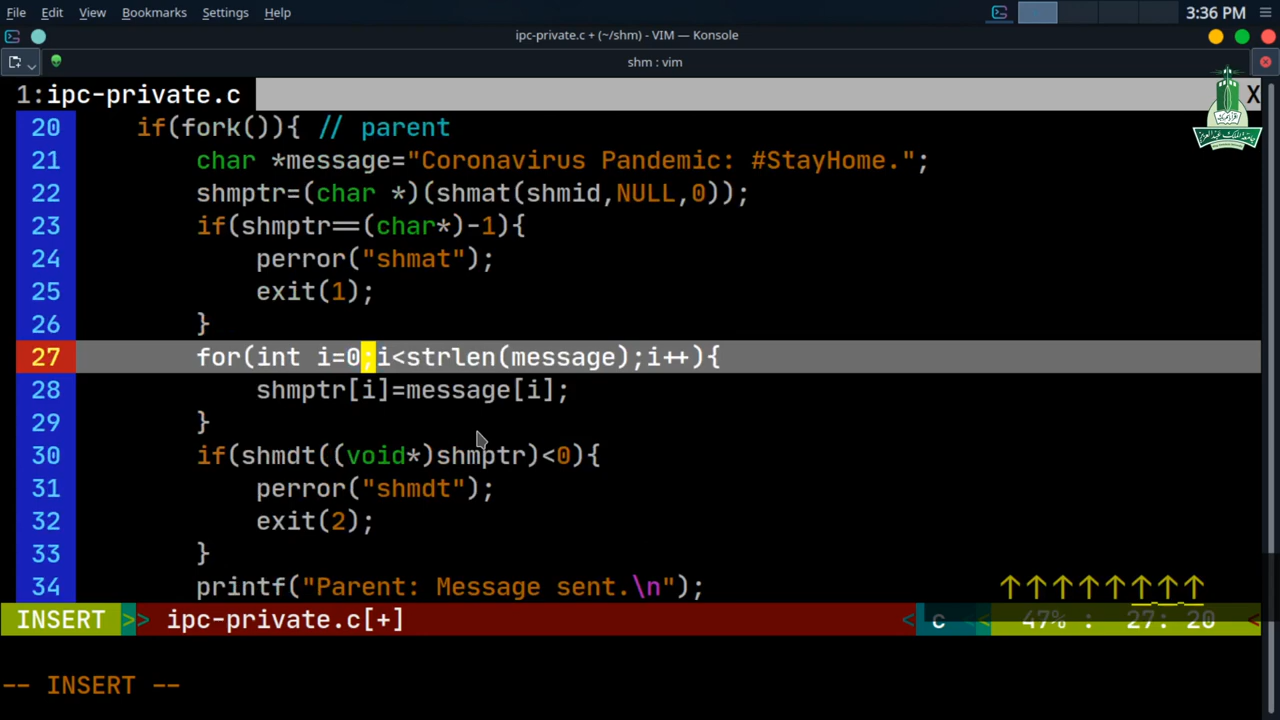 File Edit View Bookmarks Settings Help
3:36 PM
ipc-private.c + (~/shm) - VIM — Konsole
shm : vim
1:ipc-private.c X
20 if(fork()){ // parent
21 char *message="Coronavirus Pandemic: #StayHome.";
22 shmptr=(char *)(shmat(shmid,NULL,0));
23 if(shmptr==(char*)-1){
24 perror("shmat");
25 exit(1);
26 }
27 for(int i=0;i<strlen(message);i++){
28 shmptr[i]=message[i];
29 }
30 if(shmdt((void*)shmptr)<0){
31 perror("shmdt");
32 exit(2);
33 }
34 printf("Parent: Message sent.\n");
↑↑↑↑↑↑↑↑
INSERT >> ipc-private.c[+] < c < 47% : 27: 20 <
-- INSERT --